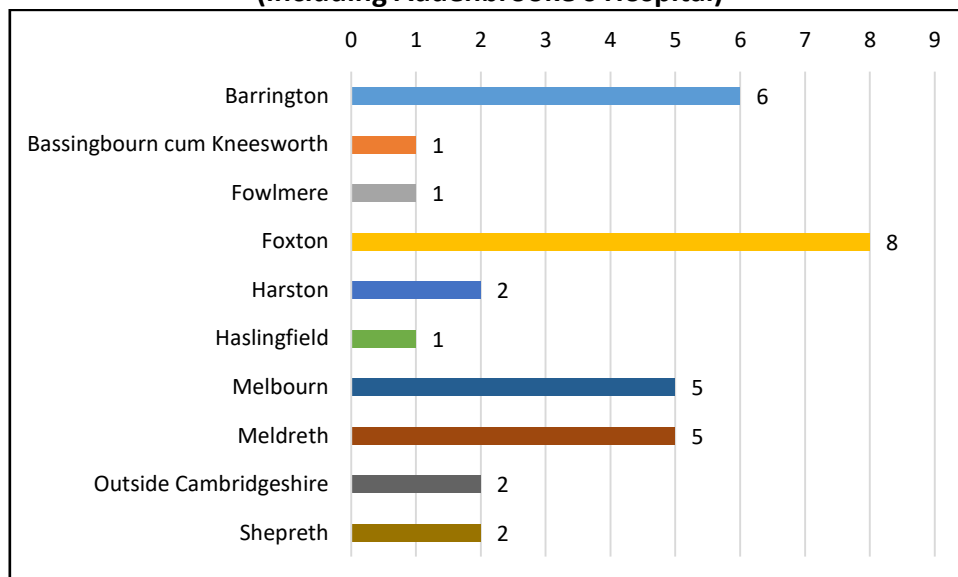 0 1 2 3 4 5 6 7 8 9
Barrington 6
Bassingbourn cum Kneesworth 1
Fowlmere 1
Foxton 8
Harston 2
Haslingfield 1
Melbourn 5
Meldreth 5
Outside Cambridgeshire 2
Shepreth 2